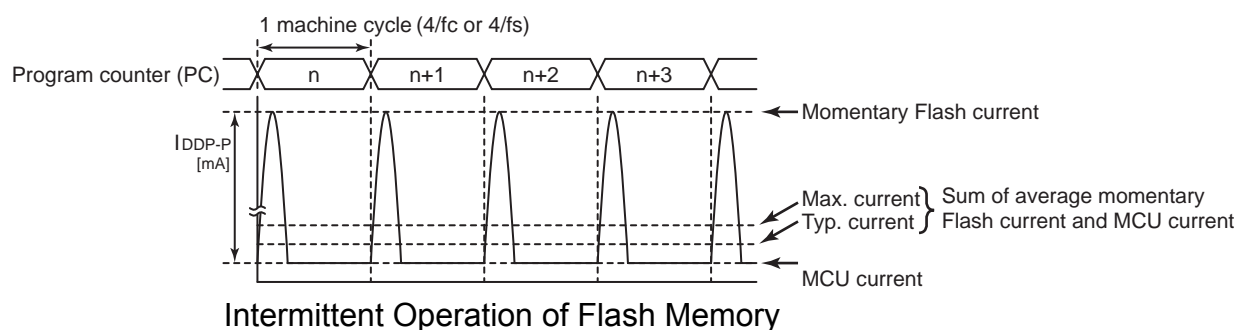 1 machine cycle (4/fc or 4/fs)
Program counter (PC)
n
n+1
n+2
n+3
Momentary Flash current
IDDP-P
[mA]
Max. current
Typ. current
Sum of average momentary
Flash current and MCU current
MCU current
Intermittent Operation of Flash Memory